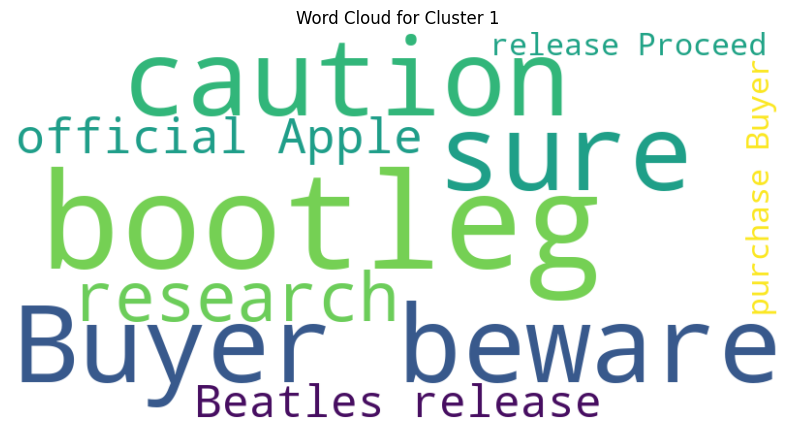 Word Cloud for Cluster 1
release Proceed
caution
official Apple
sure
purchase Buyer
bootleg
research
Buyer beware
Beatles release